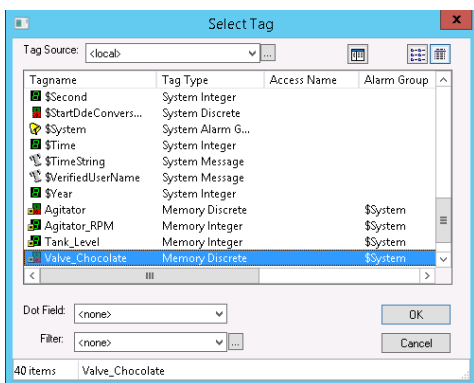 Select Tag
x
Tag Source: <local> ...
Tagname Tag Type Access Name Alarm Group
$Second System Integer
$StartDdeConvers... System Discrete
$System System Alarm G...
$Time System Integer
$TimeString System Message
$VerifiedUserName System Message
$Year System Integer
Agitator Memory Discrete $System
Agitator_RPM Memory Integer $System
Tank_Level Memory Integer $System
Valve_Chocolate Memory Discrete $System
Dot Field: <none> OK
Filter: <none> ... Cancel
40 items Valve_Chocolate